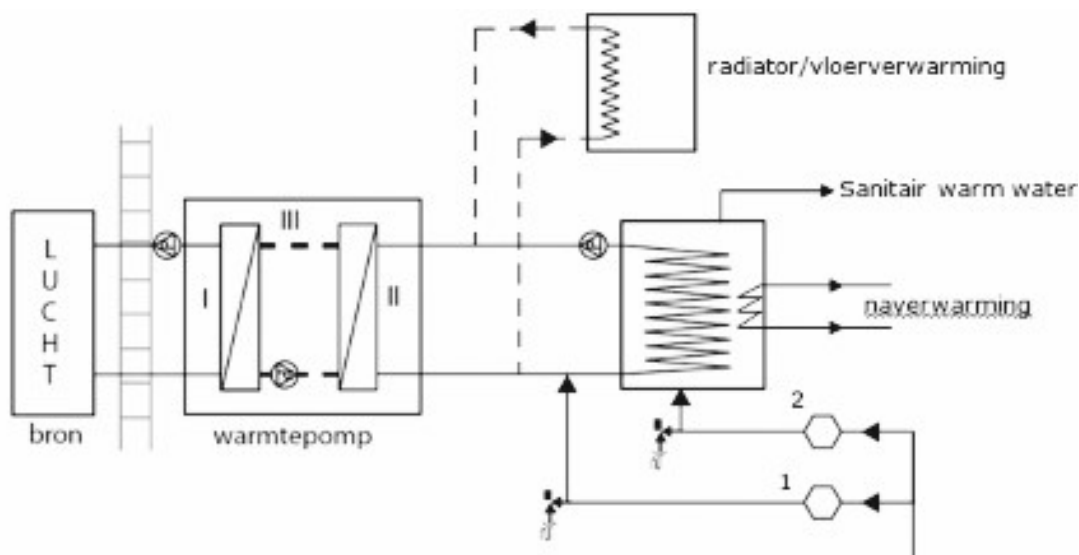 radiator/vloerverwarming
Sanitair warm water
III
L
U
C
H
T
I
II
naverwarming
bron
warmtepomp
2
1